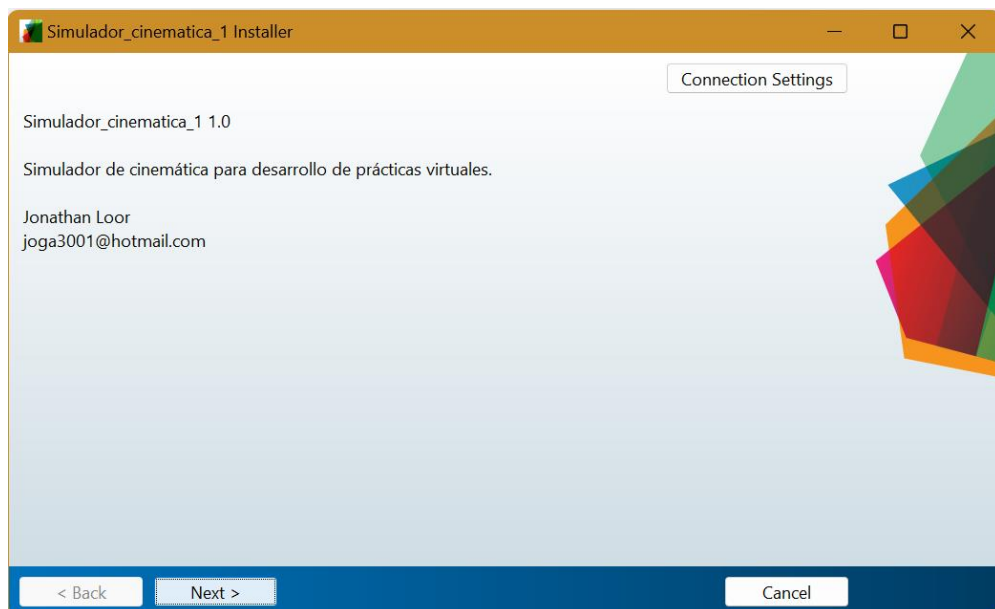 Simulador_cinematica_1 Installer
Connection Settings
Simulador_cinematica_1 1.0
Simulador de cinemática para desarrollo de prácticas virtuales.
Jonathan Loor
joga3001@hotmail.com
< Back
Next >
Cancel